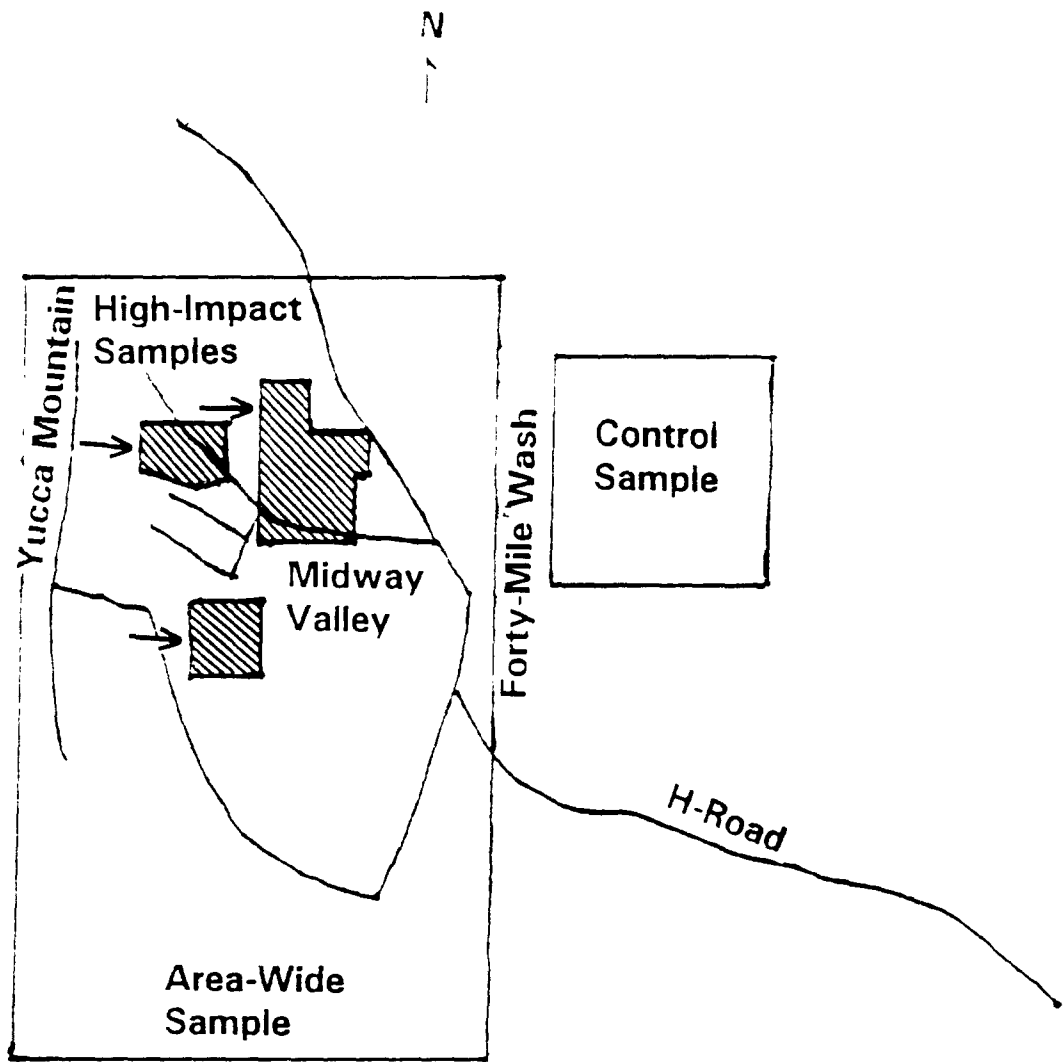 N
High-Impact
Samples
Yucca Mountain
Control
Sample
Forty-Mile Wash
Midway
Valley
H-Road
Area-Wide
Sample